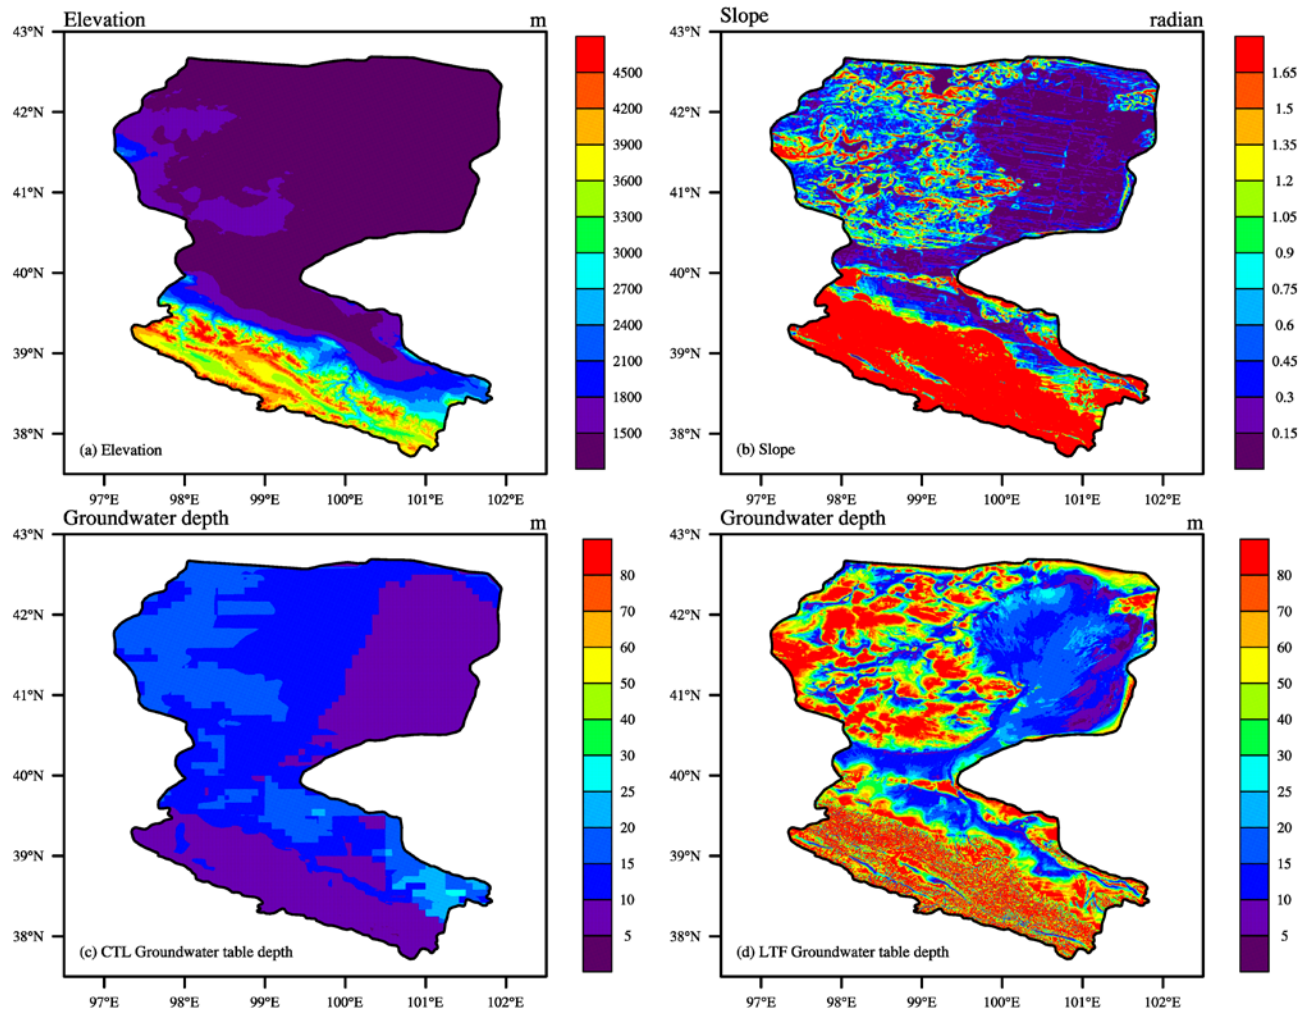 Elevation m
43°N
42°N
41°N
40°N
39°N
38°N
(a) Elevation
97°E 98°E 99°E 100°E 101°E 102°E
4500
4200
3900
3600
3300
3000
2700
2400
2100
1800
1500
Slope radian
43°N
42°N
41°N
40°N
39°N
38°N
(b) Slope
97°E 98°E 99°E 100°E 101°E 102°E
1.65
1.5
1.35
1.2
1.05
0.9
0.75
0.6
0.45
0.3
0.15
Groundwater depth m
43°N
42°N
41°N
40°N
39°N
38°N
(c) CTL Groundwater table depth
97°E 98°E 99°E 100°E 101°E 102°E
80
70
60
50
40
30
25
20
15
10
5
Groundwater depth m
43°N
42°N
41°N
40°N
39°N
38°N
(d) LTF Groundwater table depth
97°E 98°E 99°E 100°E 101°E 102°E
80
70
60
50
40
30
25
20
15
10
5